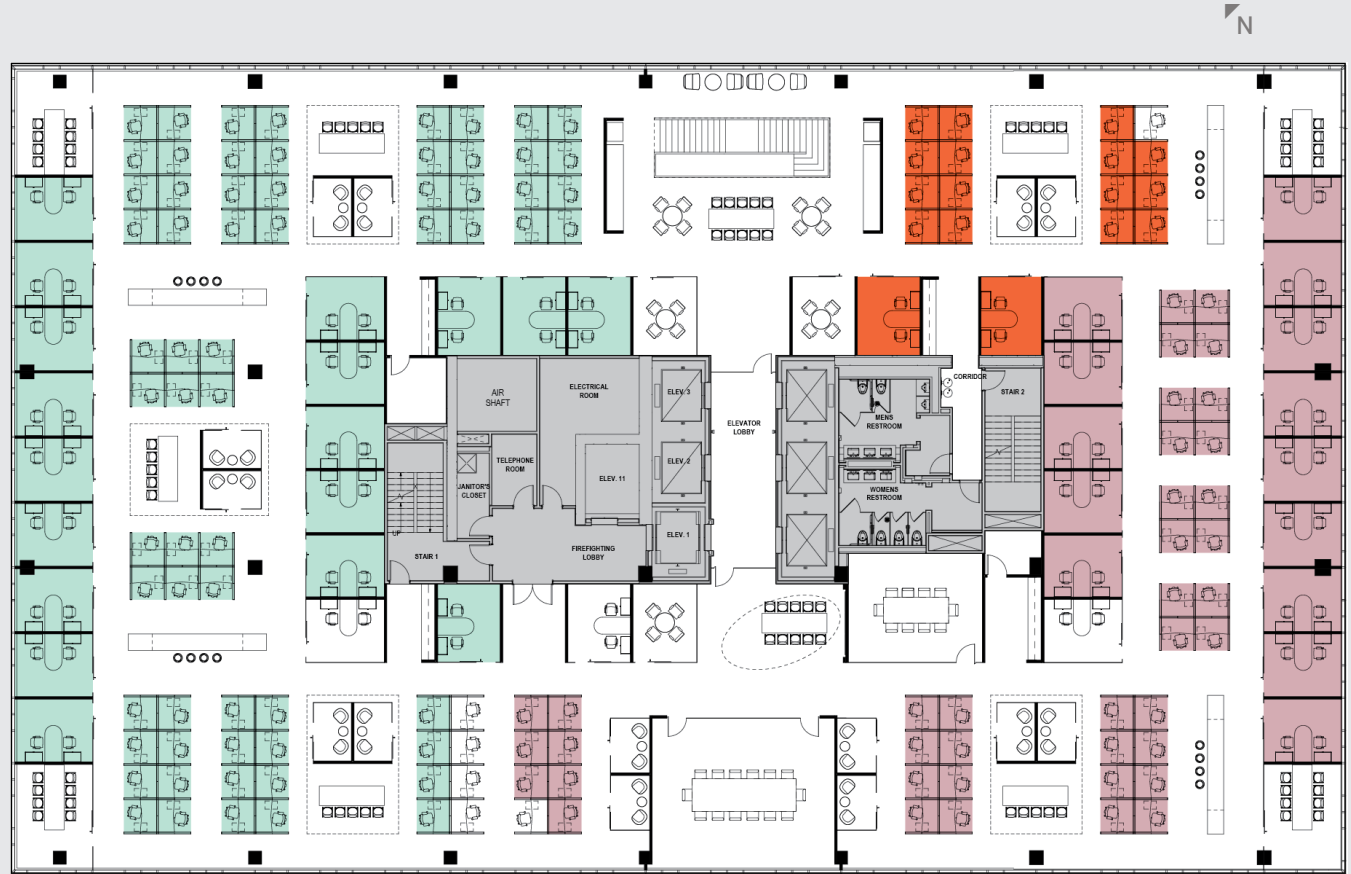 N
AIR
SHAFT
ELECTRICAL
ROOM
ELEV. 3
ELEVATOR
LOBBY
MENS
RESTROOM
CORRIDOR
STAIR 2
TELEPHONE
ROOM
ELEV. 2
JANITOR'S
CLOSET
ELEV. 11
WOMENS
RESTROOM
UP
STAIR 1
FIREFIGHTING
LOBBY
ELEV. 1